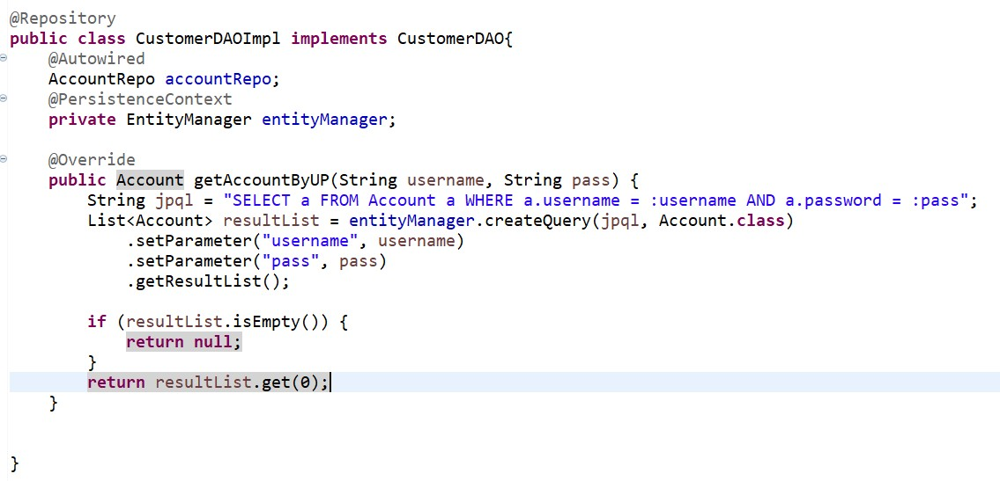 @Repository
public class CustomerDAOImpl implements CustomerDAO{
    @Autowired
    AccountRepo accountRepo;
    @PersistenceContext
    private EntityManager entityManager;

    @Override
    public Account getAccountByUP(String username, String pass) {
        String jpql = "SELECT a FROM Account a WHERE a.username = :username AND a.password = :pass";
        List<Account> resultList = entityManager.createQuery(jpql, Account.class)
            .setParameter("username", username)
            .setParameter("pass", pass)
            .getResultList();

        if (resultList.isEmpty()) {
            return null;
        }
        return resultList.get(0);
    }


}